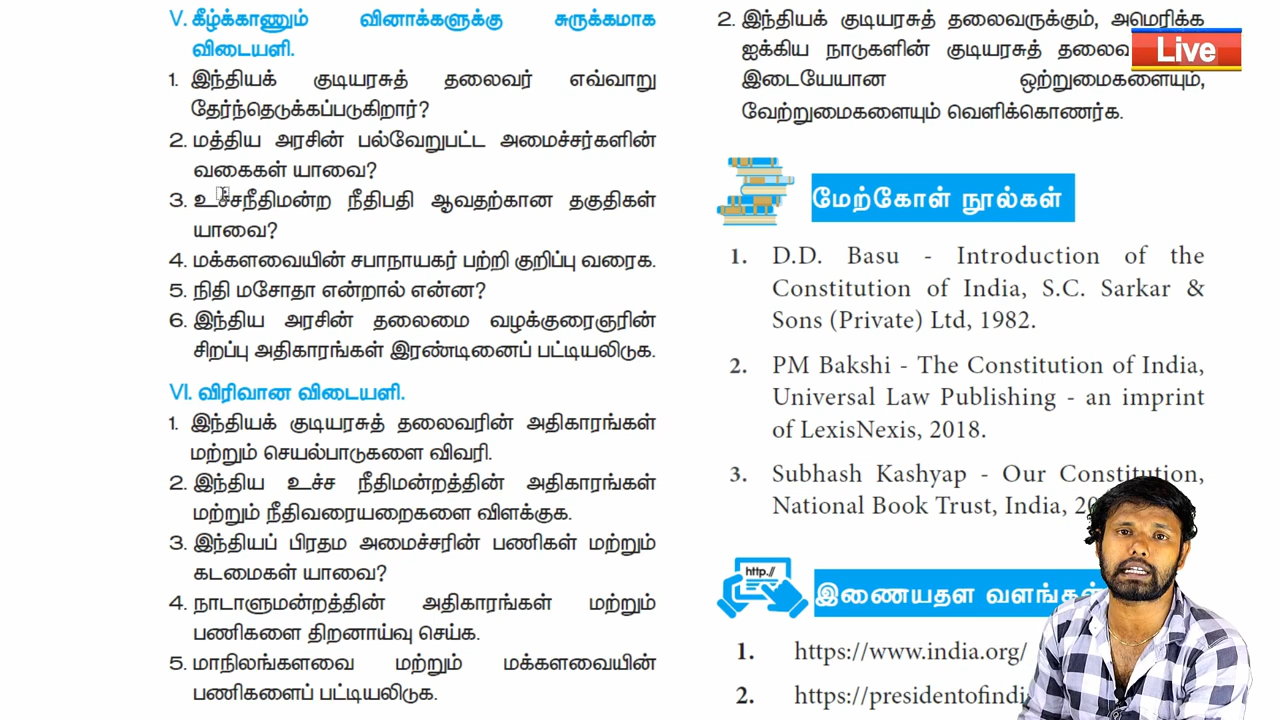 V. கீழ்க்காணும் வினாக்களுக்கு சுருக்கமாக
விடையளி.
1. இந்தியக் குடியரசுத் தலைவர் எவ்வாறு
தேர்ந்தெடுக்கப்படுகிறார்?
2. மத்திய அரசின் பல்வேறுபட்ட அமைச்சர்களின்
வகைகள் யாவை?
3. உச்சநீதிமன்ற நீதிபதி ஆவதற்கான தகுதிகள்
யாவை?
4. மக்களவையின் சபாநாயகர் பற்றி குறிப்பு வரைக.
5. நிதி மசோதா என்றால் என்ன?
6. இந்திய அரசின் தலைமை வழக்குரைஞரின்
சிறப்பு அதிகாரங்கள் இரண்டினைப் பட்டியலிடுக.
VI. விரிவான விடையளி.
1. இந்தியக் குடியரசுத் தலைவரின் அதிகாரங்கள்
மற்றும் செயல்பாடுகளை விவரி.
2. இந்திய உச்ச நீதிமன்றத்தின் அதிகாரங்கள்
மற்றும் நீதிவரையறைகளை விளக்குக.
3. இந்தியப் பிரதம அமைச்சரின் பணிகள் மற்றும்
கடமைகள் யாவை?
4. நாடாளுமன்றத்தின் அதிகாரங்கள் மற்றும்
பணிகளை திறனாய்வு செய்க.
5. மாநிலங்களவை மற்றும் மக்களவையின்
பணிகளைப் பட்டியலிடுக.
2. இந்தியக் குடியரசுத் தலைவருக்கும், அமெரிக்க
ஐக்கிய நாடுகளின் குடியரசுத்
Live
இடையேயான ஒற்றுமைகளையும்,
வேற்றுமைகளையும் வெளிக்கொணர்க.
மேற்கோள் நூல்கள்
1. D.D. Basu - Introduction of the
Constitution of India, S.C. Sarkar &
Sons (Private) Ltd, 1982.
2. PM Bakshi - The Constitution of India,
Universal Law Publishing - an imprint
of LexisNexis, 2018.
3. Subhash Kashyap - Our Constitution,
National Book Trust, India,
http://
இணையதள வளங்கள்
1. https://www.india.org/
2.